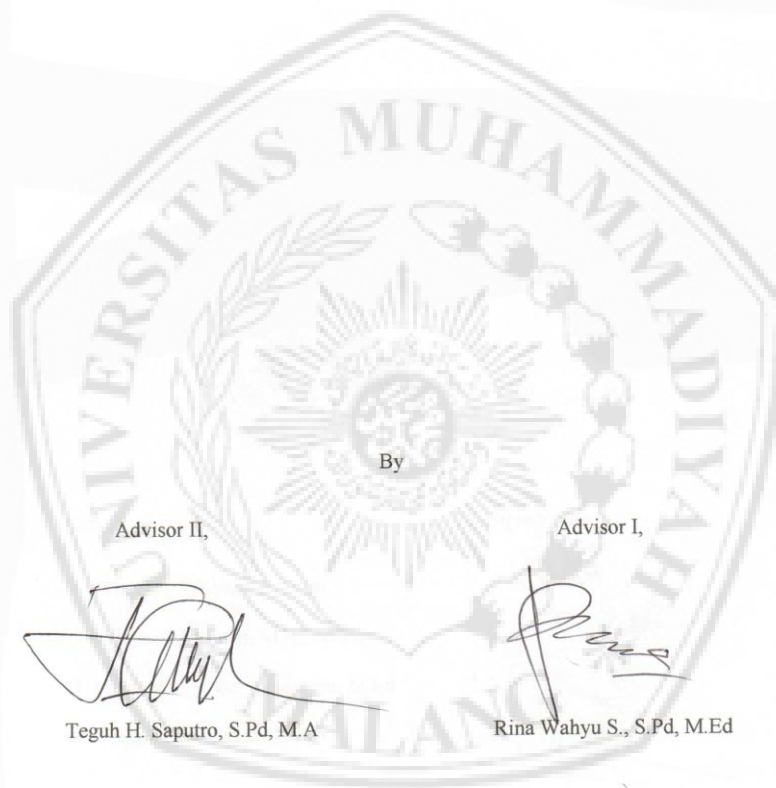 UNIVERSITAS MUHAMMADIYAH
MALANG
By
Advisor II,
Advisor I,
Teguh H. Saputro, S.Pd, M.A
Rina Wahyu S., S.Pd, M.Ed